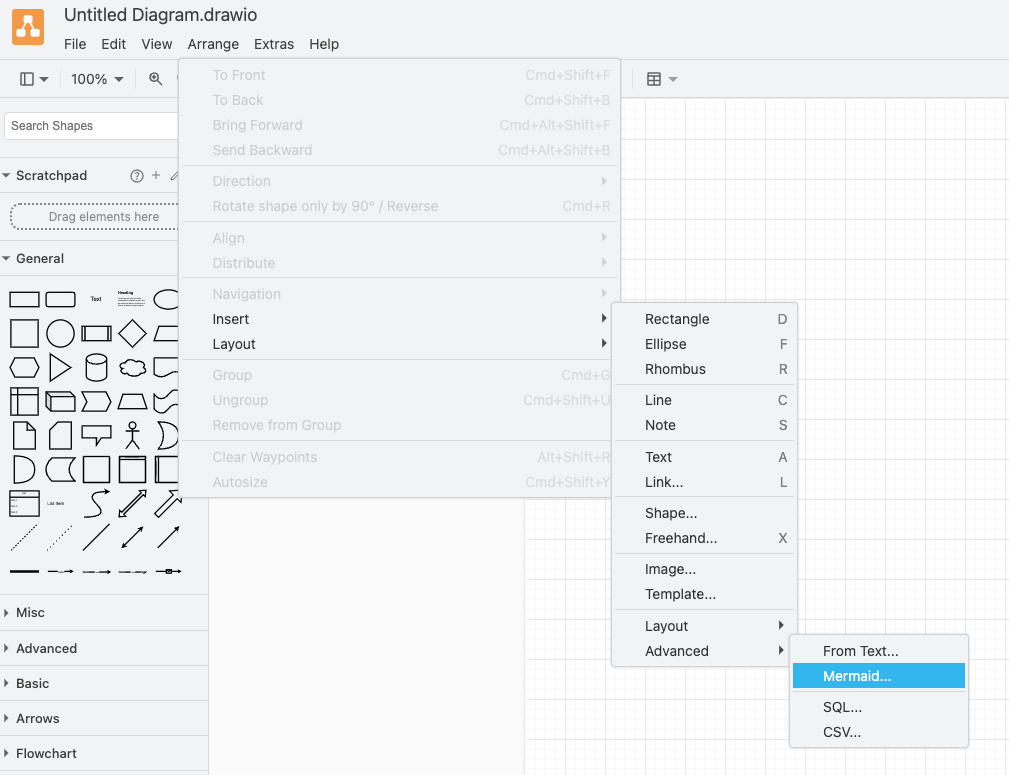 Untitled Diagram.drawio
File Edit View Arrange Extras Help
100%
Search Shapes
Scratchpad
Drag elements here
General
Text
Heading
List Item
Misc
Advanced
Basic
Arrows
Flowchart
To Front Cmd+Shift+F
To Back Cmd+Shift+B
Bring Forward Cmd+Alt+Shift+F
Send Backward Cmd+Alt+Shift+B
Direction
Rotate shape only by 90° / Reverse Cmd+R
Align
Distribute
Navigation
Insert
Layout
Group Cmd+G
Ungroup Cmd+Shift+U
Remove from Group
Clear Waypoints Alt+Shift+R
Autosize Cmd+Shift+Y
Rectangle D
Ellipse F
Rhombus R
Line C
Note S
Text A
Link... L
Shape...
Freehand... X
Image...
Template...
Layout
Advanced
From Text...
Mermaid...
SQL...
CSV...